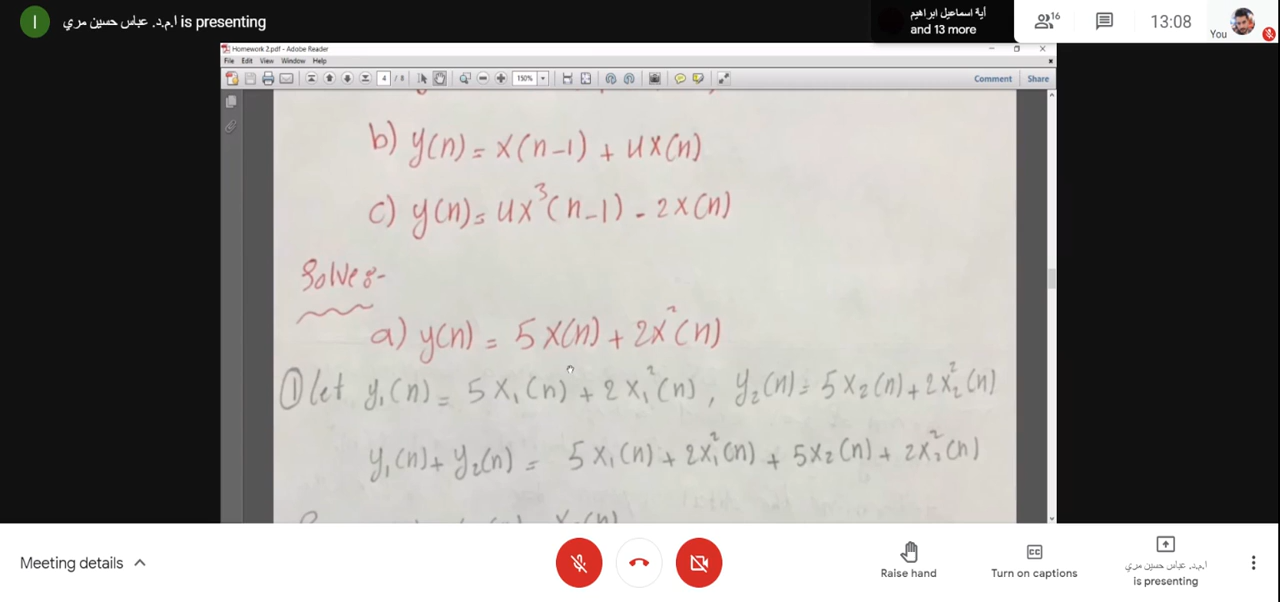 I
ا.م.د. عباس حسين مري is presenting
أية اسماعيل ابراهيم
and 13 more
16
13:08
You
Homework 2.pdf - Adobe Reader
File Edit View Window Help
4 / 8
150%
Comment Share
b) y(n) = x(n-1) + 4x(n)
c) y(n) = 4x³(n-1) - 2x(n)
Solve:-
a) y(n) = 5x(n) + 2x²(n)
① let y₁(n) = 5x₁(n) + 2x₁²(n), y₂(n) = 5x₂(n) + 2x₂²(n)
y₁(n) + y₂(n) = 5x₁(n) + 2x₁²(n) + 5x₂(n) + 2x₂²(n)
Meeting details
Raise hand
Turn on captions
ا.م.د. عباس حسين مري
is presenting